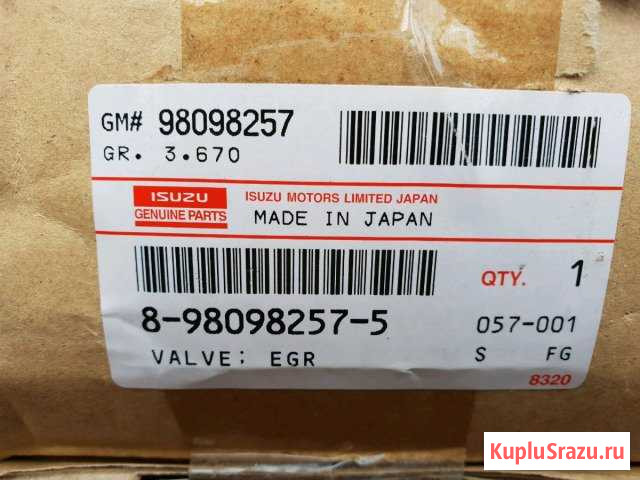 GM# 98098257
GR. 3.670
ISUZU
GENUINE PARTS
ISUZU MOTORS LIMITED JAPAN
MADE IN JAPAN
QTY. 1
8-98098257-5
057-001
VALVE; EGR
S FG
8320
KupluSrazu.ru